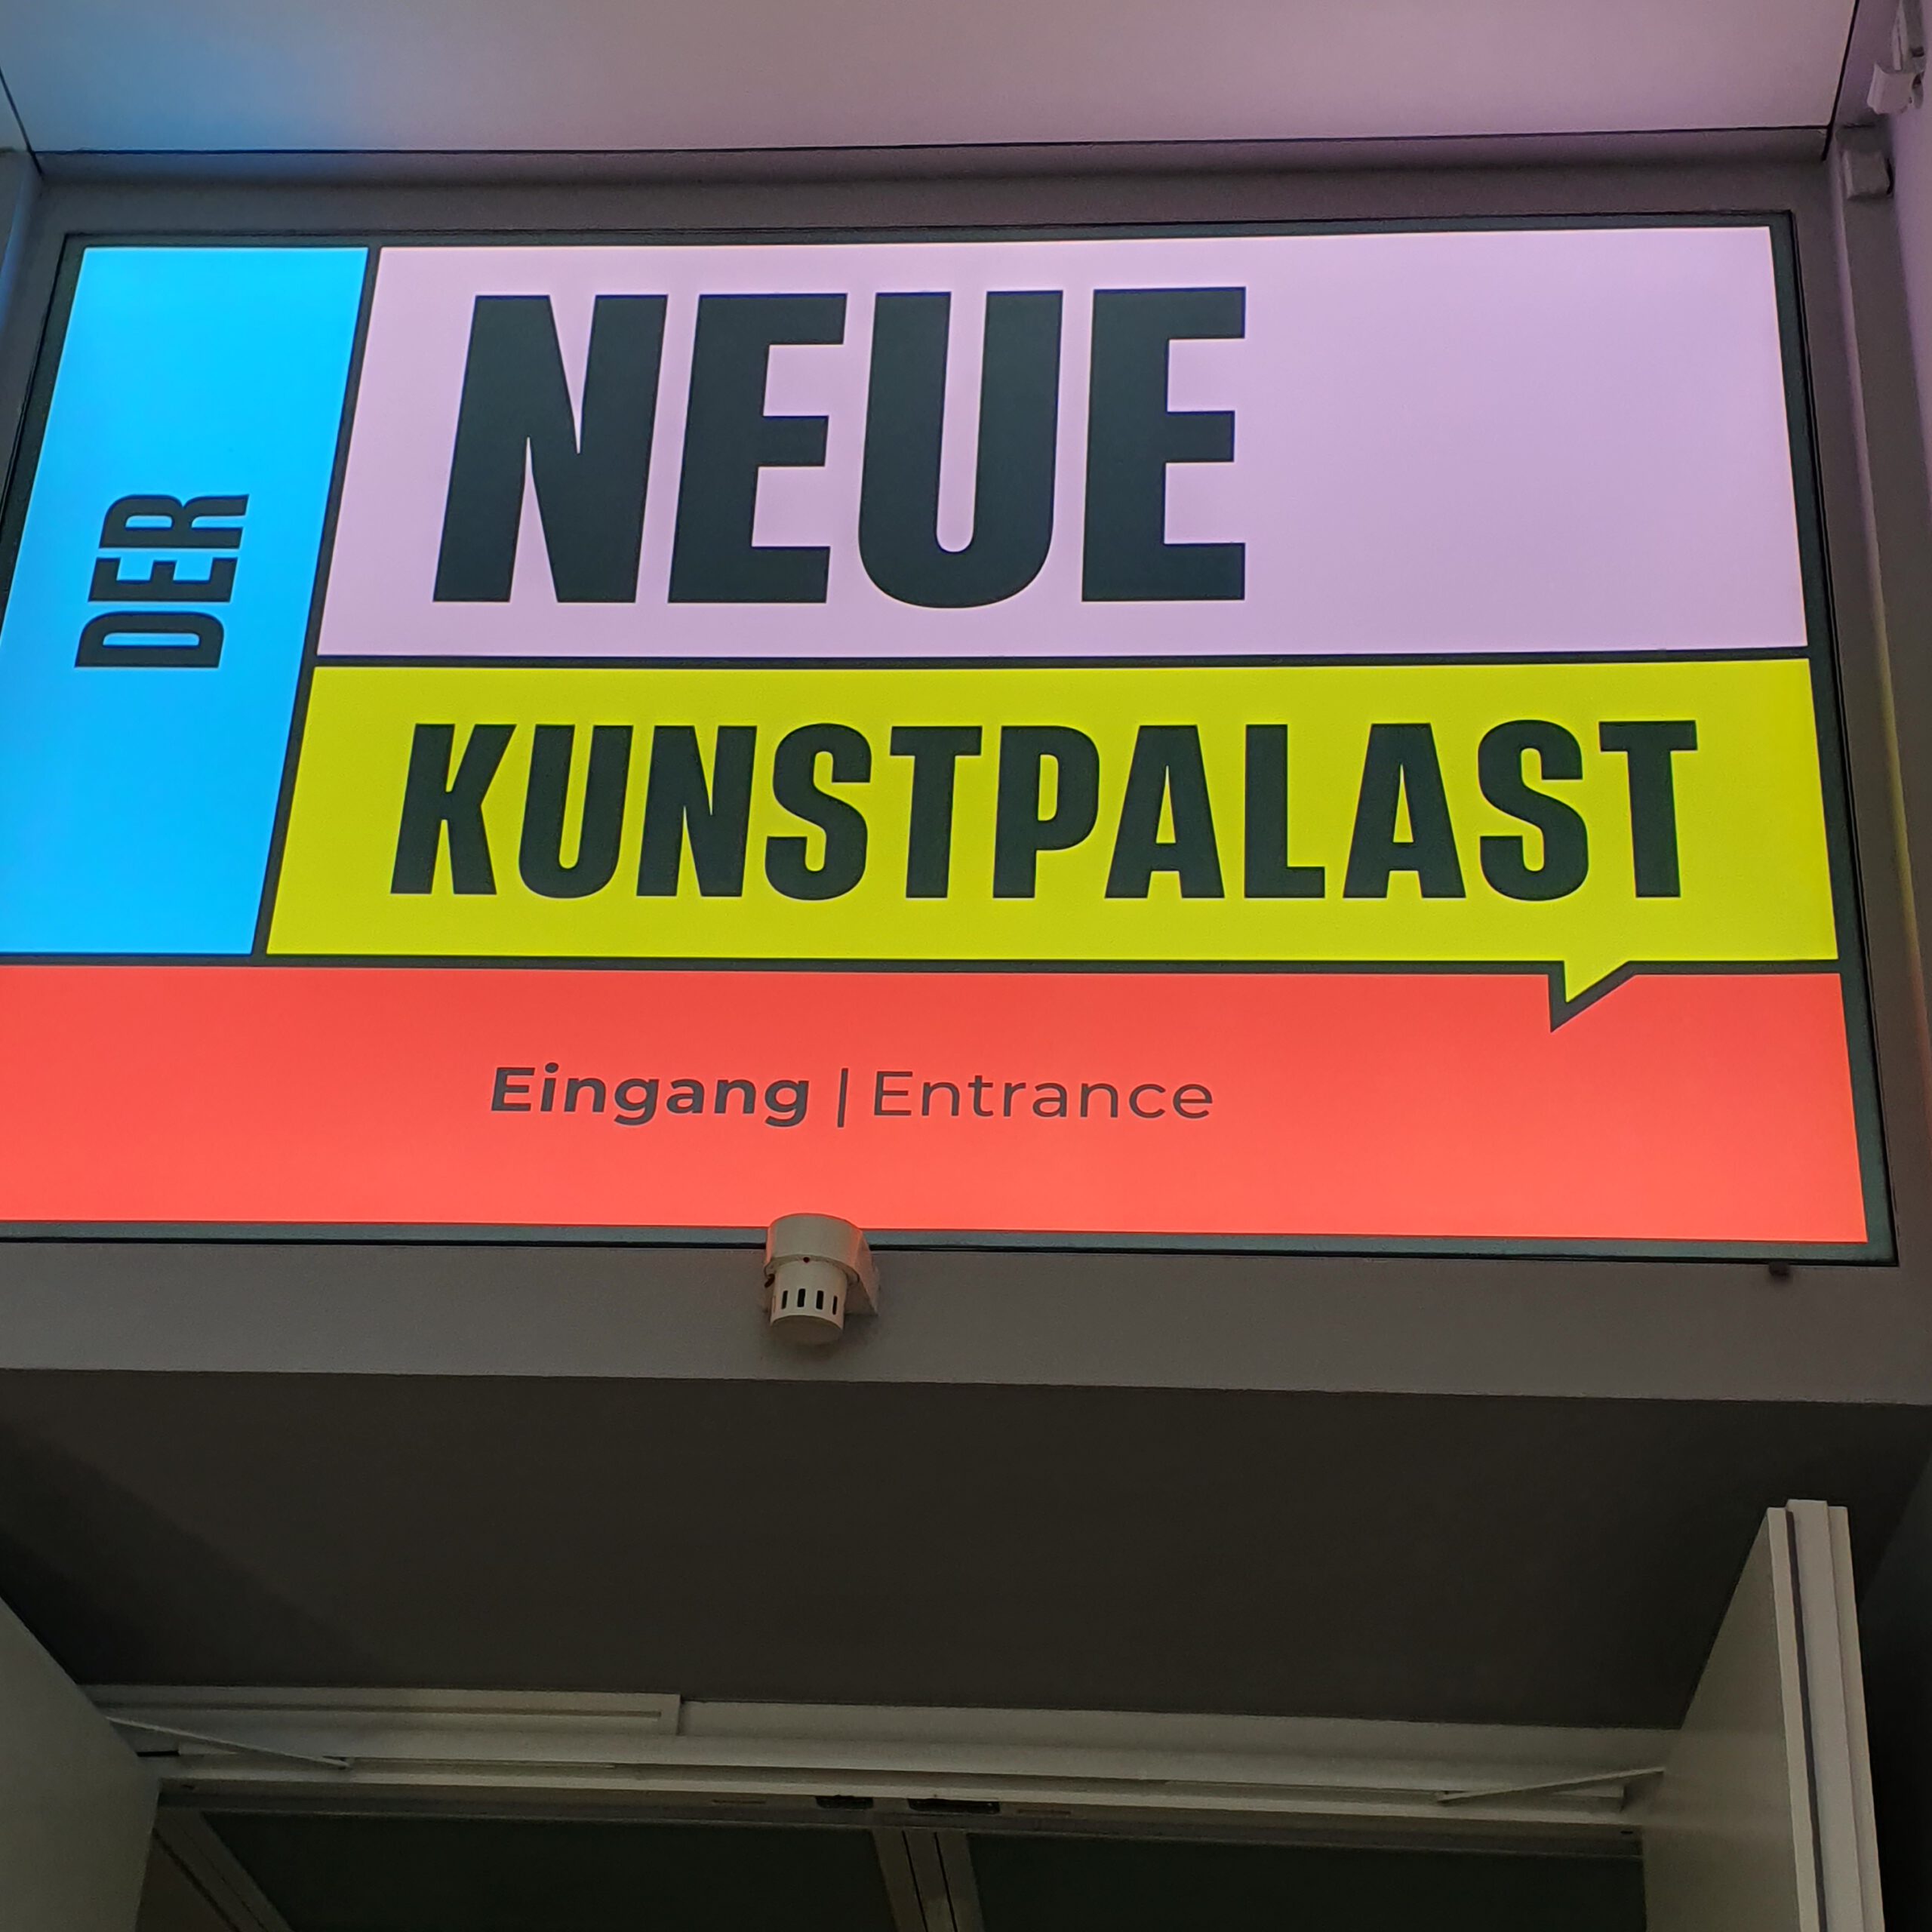 DER
NEUE
KUNSTPALAST
Eingang | Entrance